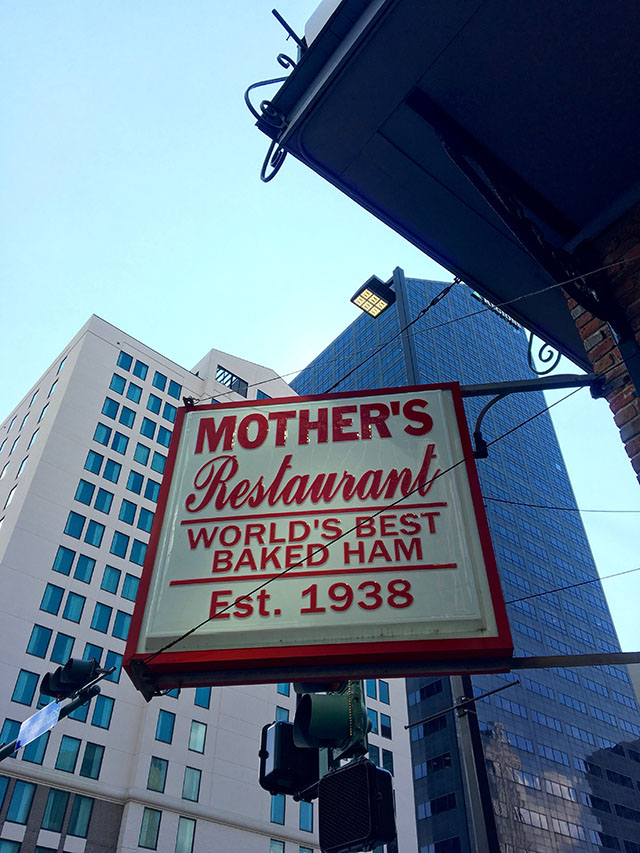 MOTHER'S
Restaurant
WORLD'S BEST
BAKED HAM
Est. 1938